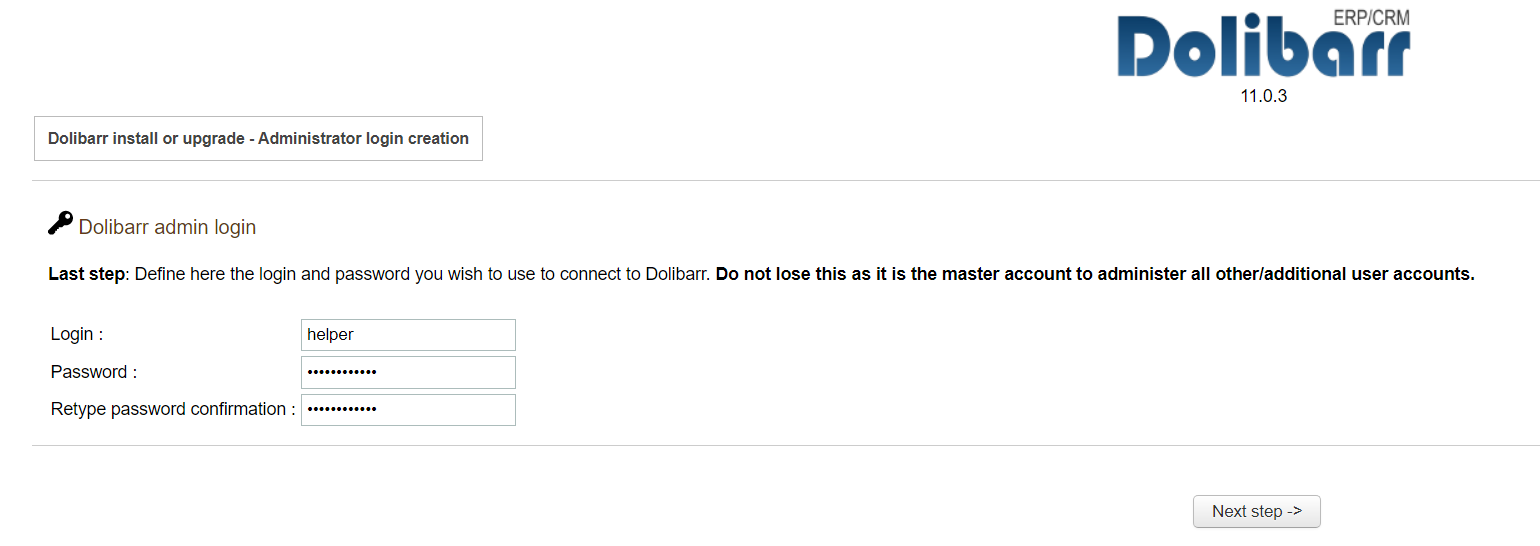 ERP/CRM
Dolibarr
11.0.3
Dolibarr install or upgrade - Administrator login creation
Dolibarr admin login
Last step: Define here the login and password you wish to use to connect to Dolibarr. Do not lose this as it is the master account to administer all other/additional user accounts.
Login : helper
Password : ••••••••••••
Retype password confirmation : ••••••••••••
Next step ->